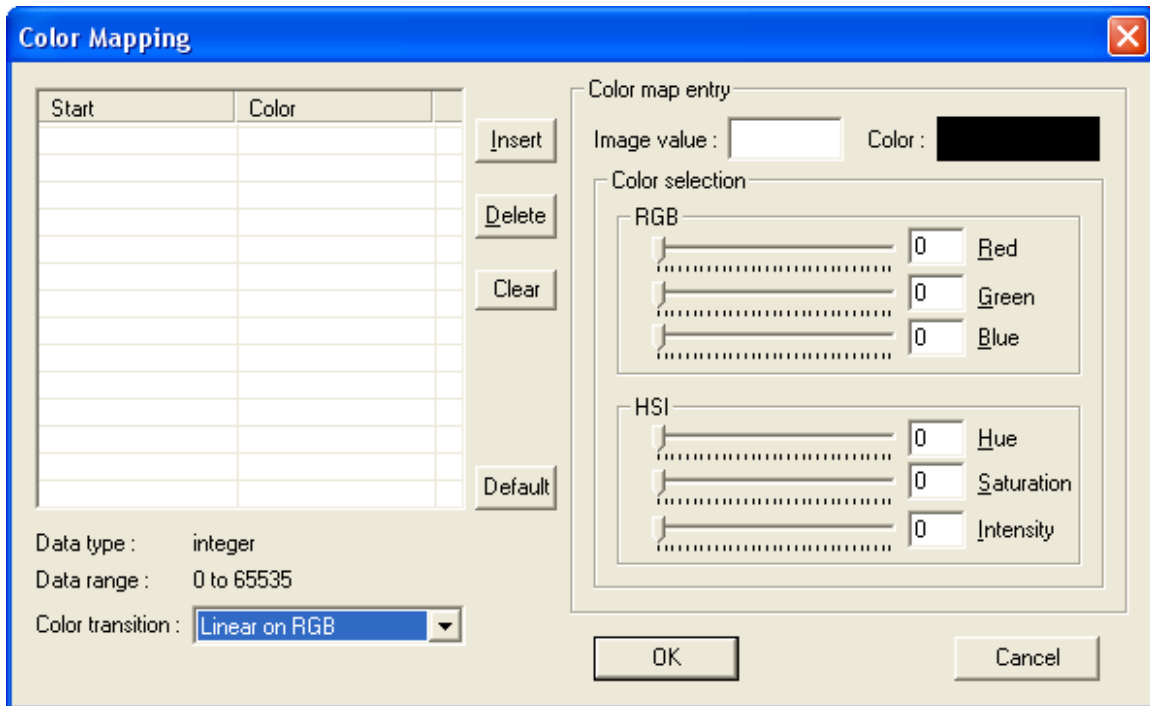 Color Mapping
Start Color
Insert
Delete
Clear
Default
Data type : integer
Data range : 0 to 65535
Color transition : Linear on RGB
Color map entry
Image value : Color :
Color selection
RGB
0 Red
0 Green
0 Blue
HSI
0 Hue
0 Saturation
0 Intensity
OK Cancel